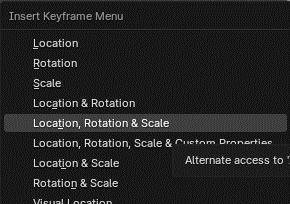 Insert Keyframe Menu
Location
Rotation
Scale
Location & Rotation
Location, Rotation & Scale
Location, Rotation, Scale & Custom Properties
Location & Scale
Alternate access to '
Rotation & Scale
Visual Location